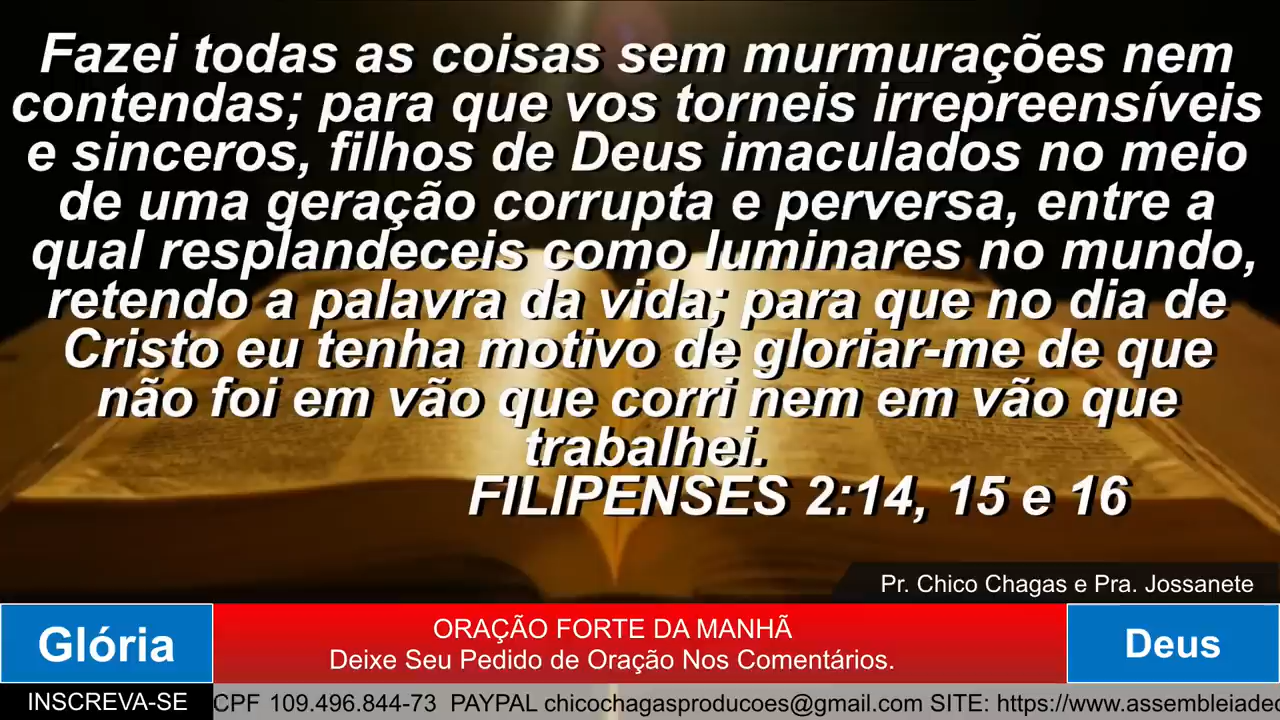 Fazei todas as coisas sem murmurações nem
contendas; para que vos torneis irrepreensíveis
e sinceros, filhos de Deus imaculados no meio
de uma geração corrupta e perversa, entre a
qual resplandeceis como luminares no mundo,
retendo a palavra da vida; para que no dia de
Cristo eu tenha motivo de gloriar-me de que
não foi em vão que corri nem em vão que
trabalhei.
FILIPENSES 2:14, 15 e 16
Pr. Chico Chagas e Pra. Jossanete
Glória
ORAÇÃO FORTE DA MANHÃ
Deixe Seu Pedido de Oração Nos Comentários.
Deus
INSCREVA-SE
CPF 109.496.844-73 PAYPAL chicochagasproducoes@gmail.com SITE: https://www.assembleiadec